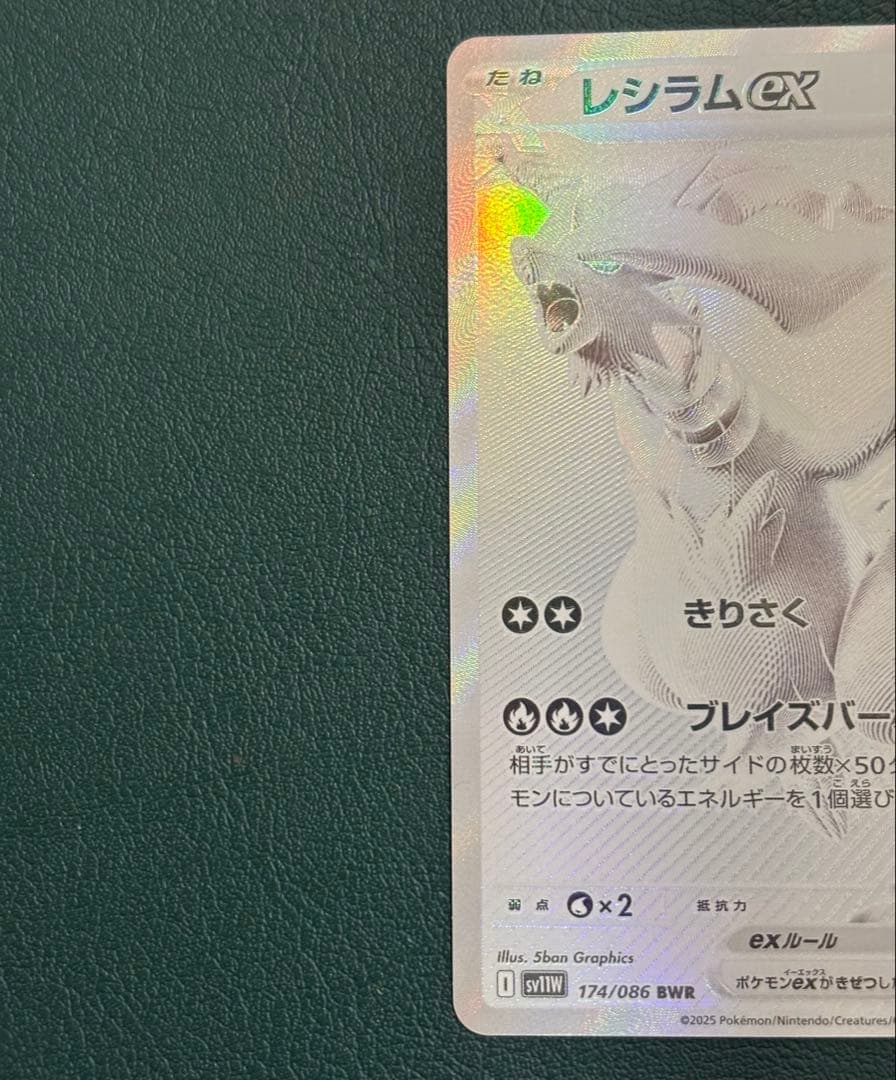 たね レシラムex
きりさく
ブレイズバー
あいて まいすう
相手がすでにとったサイドの枚数×50
こ えら
モンについているエネルギーを1個選び
弱点 ×2 抵抗力
exルール
Illus. 5ban Graphics
イーエックス
I sv11W 174/086 BWR ポケモンexがきぜつした
©2025 Pokémon/Nintendo/Creatures/